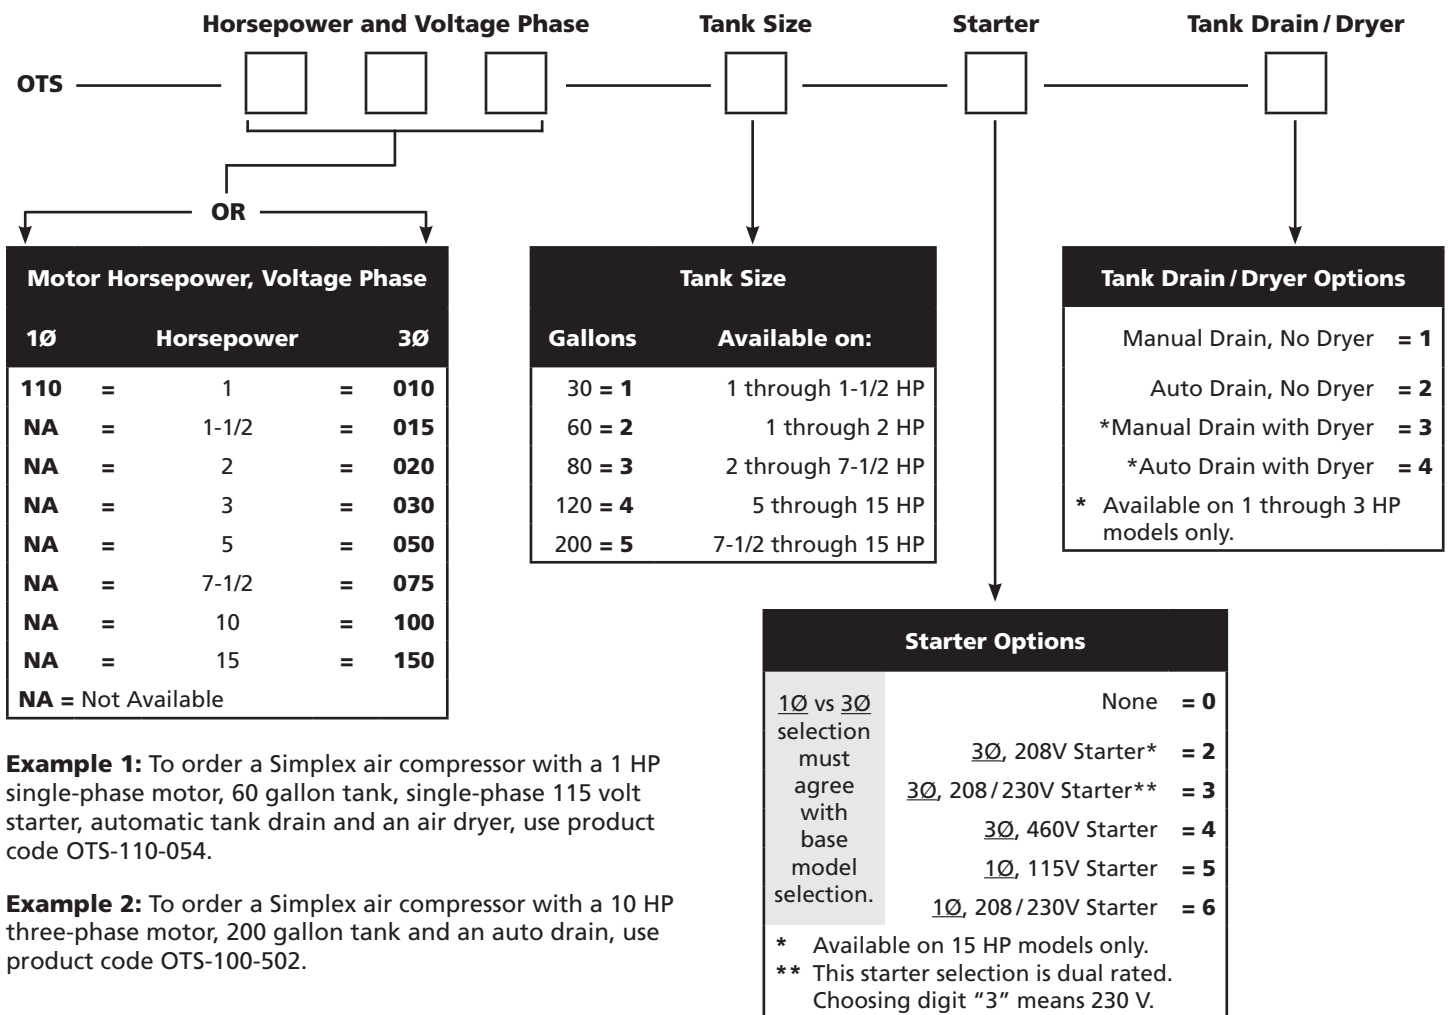 Horsepower and Voltage Phase Tank Size Starter Tank Drain / Dryer
OTS
OR
Motor Horsepower, Voltage Phase
1Ø Horsepower 3Ø
110 = 1 = 010
NA = 1-1/2 = 015
NA = 2 = 020
NA = 3 = 030
NA = 5 = 050
NA = 7-1/2 = 075
NA = 10 = 100
NA = 15 = 150
NA = Not Available
Tank Size
Gallons Available on:
30 = 1 1 through 1-1/2 HP
60 = 2 1 through 2 HP
80 = 3 2 through 7-1/2 HP
120 = 4 5 through 15 HP
200 = 5 7-1/2 through 15 HP
Tank Drain / Dryer Options
Manual Drain, No Dryer = 1
Auto Drain, No Dryer = 2
*Manual Drain with Dryer = 3
*Auto Drain with Dryer = 4
* Available on 1 through 3 HP
models only.
Starter Options
1Ø vs 3Ø
selection
must
agree
with
base
model
selection.
None = 0
3Ø, 208V Starter* = 2
3Ø, 208 / 230V Starter** = 3
3Ø, 460V Starter = 4
1Ø, 115V Starter = 5
1Ø, 208 / 230V Starter = 6
* Available on 15 HP models only.
** This starter selection is dual rated.
Choosing digit “3” means 230 V.
Example 1: To order a Simplex air compressor with a 1 HP
single-phase motor, 60 gallon tank, single-phase 115 volt
starter, automatic tank drain and an air dryer, use product
code OTS-110-054.
Example 2: To order a Simplex air compressor with a 10 HP
three-phase motor, 200 gallon tank and an auto drain, use
product code OTS-100-502.